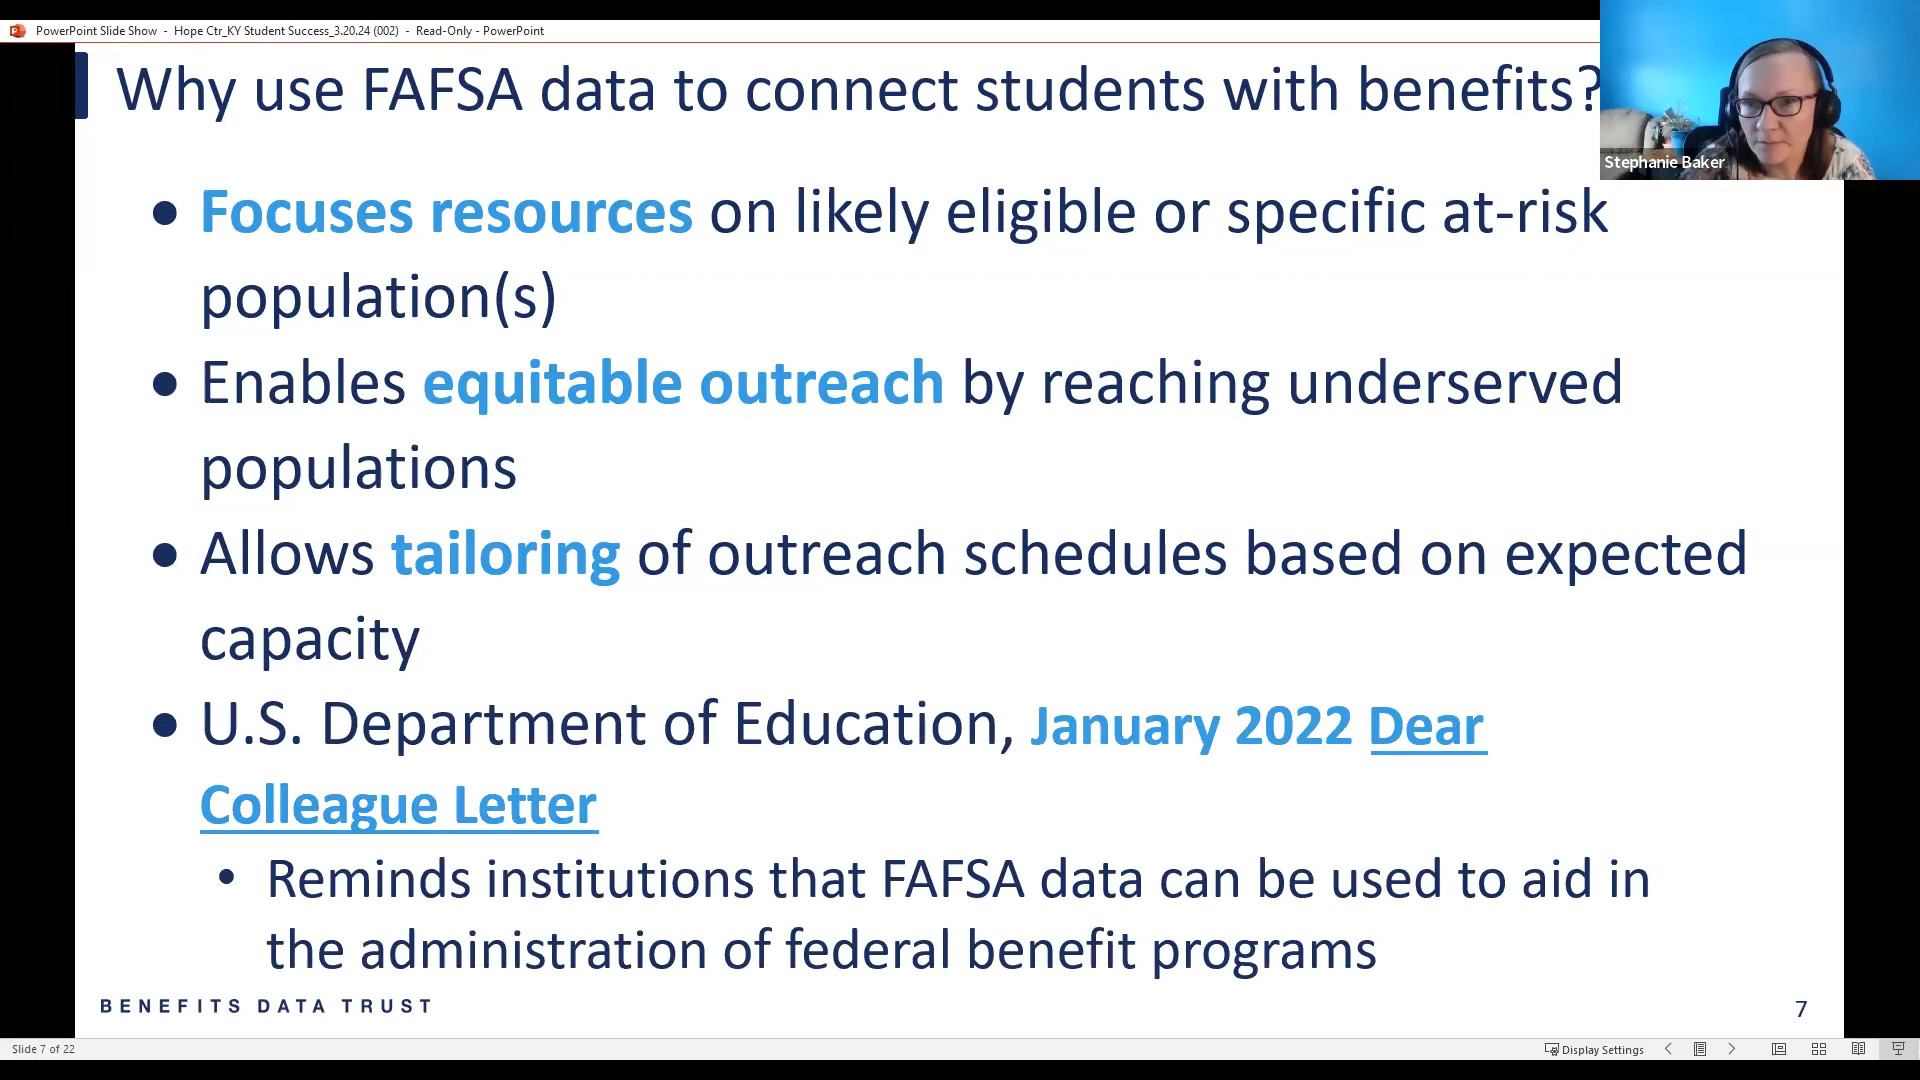 PowerPoint Slide Show - Hope Ctr_KY Student Success_3.20.24 (002) - Read-Only - PowerPoint
Why use FAFSA data to connect students with benefits?
Stephanie Baker
• Focuses resources on likely eligible or specific at-risk
population(s)
• Enables equitable outreach by reaching underserved
populations
• Allows tailoring of outreach schedules based on expected
capacity
• U.S. Department of Education, January 2022 Dear
Colleague Letter
• Reminds institutions that FAFSA data can be used to aid in
the administration of federal benefit programs
BENEFITS DATA TRUST
7
Slide 7 of 22
Display Settings